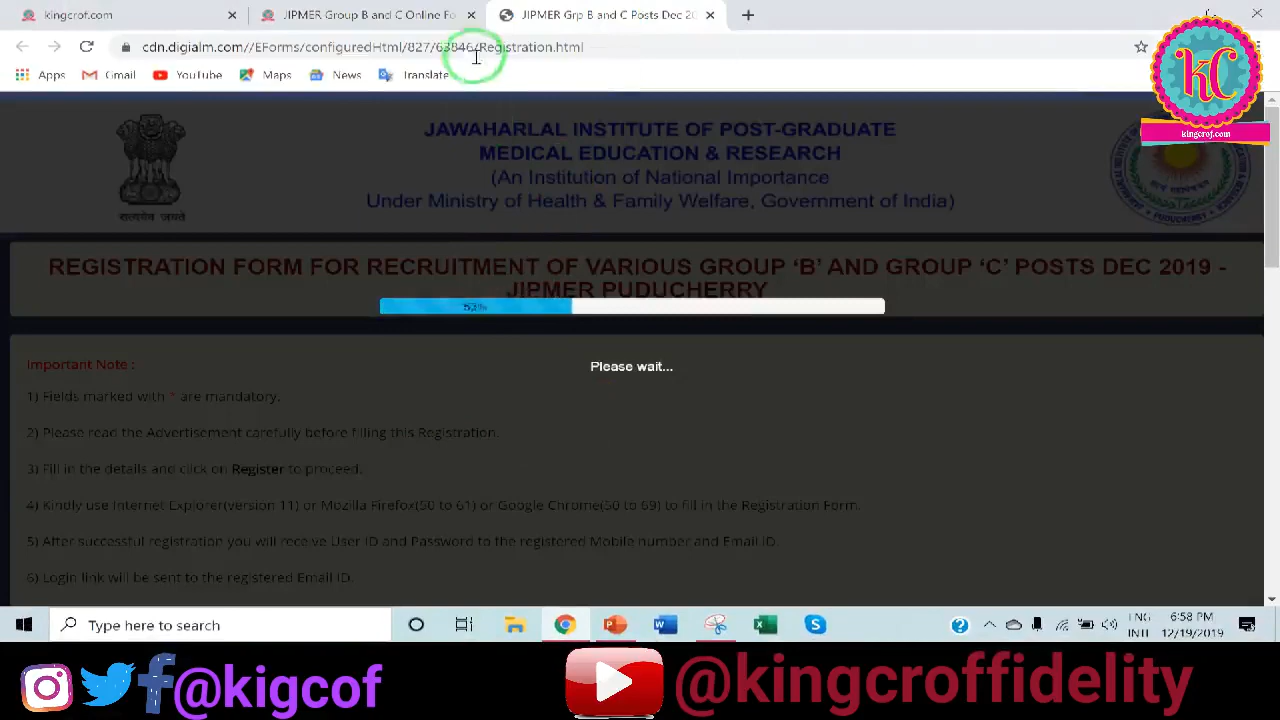 kingcrof.com
JIPMER Group B and C Online Fo
JIPMER Grp B and C Posts Dec 20
cdn.digialm.com//EForms/configuredHtml/827/63846/Registration.html
Apps Gmail YouTube Maps News Translate
KC
kingcrof.com
JAWAHARLAL INSTITUTE OF POST-GRADUATE
MEDICAL EDUCATION & RESEARCH
(An Institution of National Importance
Under Ministry of Health & Family Welfare, Government of India)
सत्यमेव जयते
REGISTRATION FORM FOR RECRUITMENT OF VARIOUS GROUP ‘B’ AND GROUP ‘C’ POSTS DEC 2019 -
JIPMER PUDUCHERRY
Please wait...
Important Note :
1) Fields marked with * are mandatory.
2) Please read the Advertisement carefully before filling this Registration.
3) Fill in the details and click on Register to proceed.
4) Kindly use Internet Explorer(version 11) or Mozilla Firefox(50 to 61) or Google Chrome(50 to 69) to fill in the Registration Form.
5) After successful registration you will receive User ID and Password to the registered Mobile number and Email ID.
6) Login link will be sent to the registered Email ID.
Type here to search
ENG 6:58 PM
INTL 12/19/2019
@kigcof
@kingcroffidelity